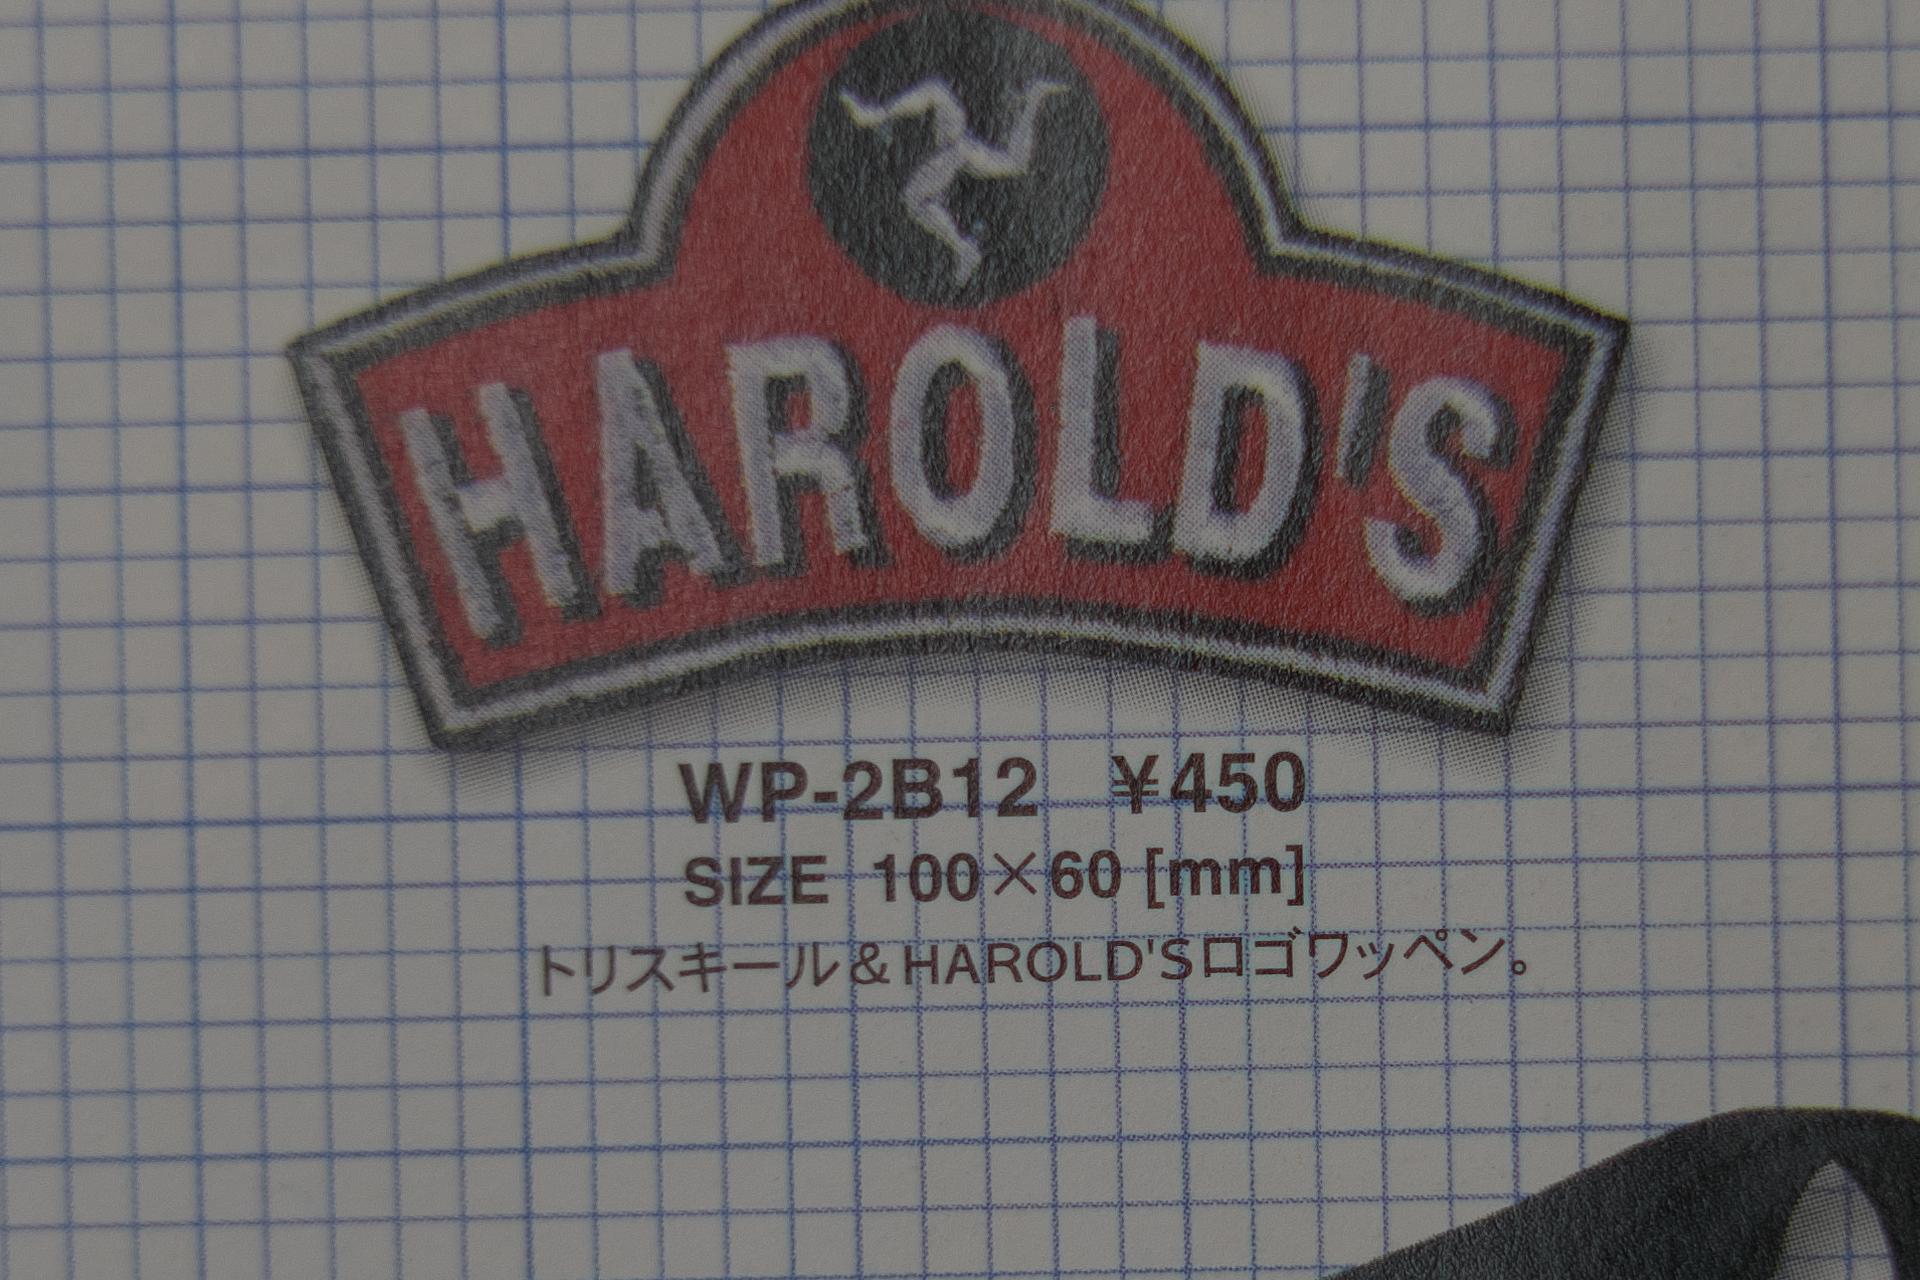 HAROLD'S
WP-2B12 ¥450
SIZE 100×60 [mm]
トリスキール&HAROLD'Sロゴワッペン。